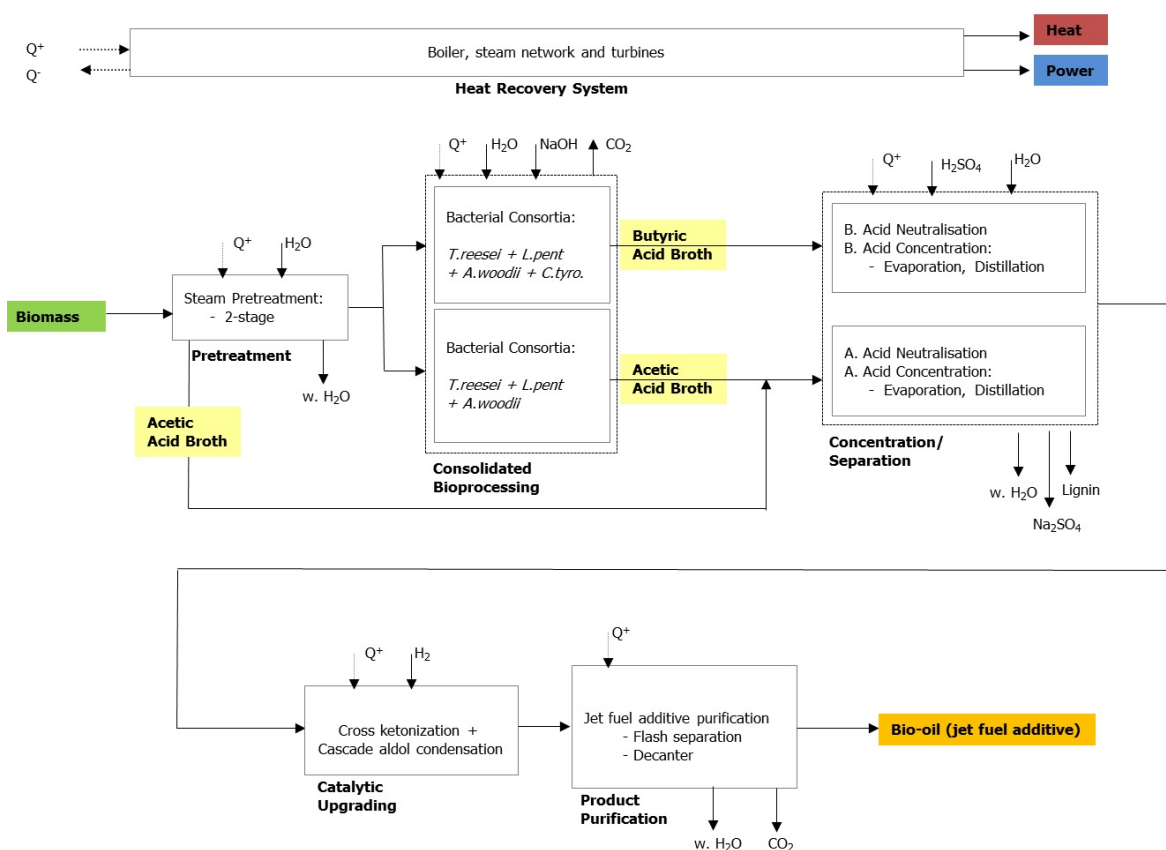 Q⁺
Q⁻
Boiler, steam network and turbines
Heat Recovery System
Heat
Power
Q⁺
H₂O
NaOH
CO₂
Q⁺
H₂SO₄
H₂O
Q⁺
H₂O
Biomass
Steam Pretreatment:
- 2-stage
Pretreatment
w. H₂O
Acetic
Acid Broth
Bacterial Consortia:
T.reesei + L.pent
+ A.woodii + C.tyro.
Bacterial Consortia:
T.reesei + L.pent
+ A.woodii
Consolidated
Bioprocessing
Butyric
Acid Broth
Acetic
Acid Broth
B. Acid Neutralisation
B. Acid Concentration:
- Evaporation, Distillation
A. Acid Neutralisation
A. Acid Concentration:
- Evaporation, Distillation
Concentration/
Separation
w. H₂O
Na₂SO₄
Lignin
Q⁺
H₂
Cross ketonization +
Cascade aldol condensation
Catalytic
Upgrading
Q⁺
Jet fuel additive purification
- Flash separation
- Decanter
Product
Purification
w. H₂O
CO₂
Bio-oil (jet fuel additive)